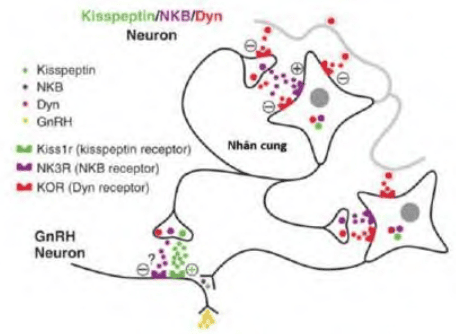 Kisspeptin/NKB/Dyn
Neuron
Kisspeptin
NKB
Dyn
GnRH
Kiss1r (kisspeptin receptor)
NK3R (NKB receptor)
KOR (Dyn receptor)
Nhân cung
GnRH
Neuron
?